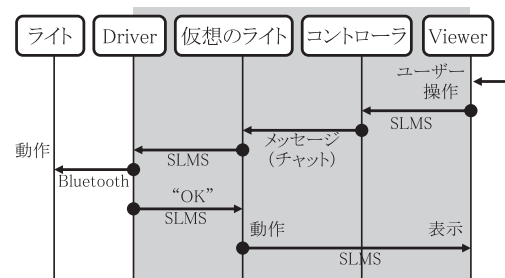 ライト
Driver
仮想のライト
コントローラ
Viewer
ユーザー
操作
SLMS
メッセージ
(チャット)
SLMS
動作
Bluetooth
“OK”
SLMS
動作
表示
SLMS